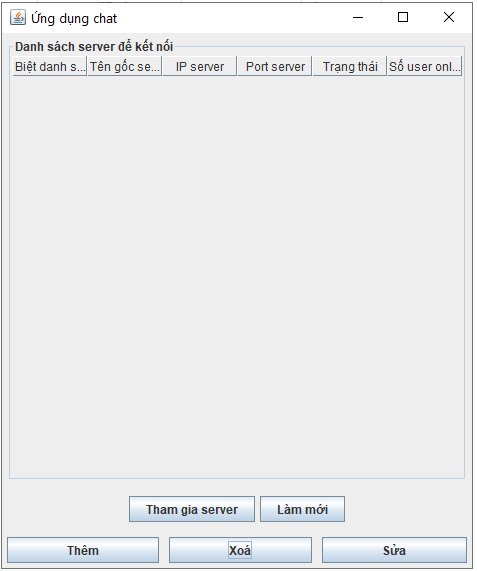 Ứng dụng chat
Danh sách server để kết nối
Biệt danh s... Tên gốc se... IP server Port server Trạng thái Số user onl...
Tham gia server Làm mới
Thêm Xoá Sửa